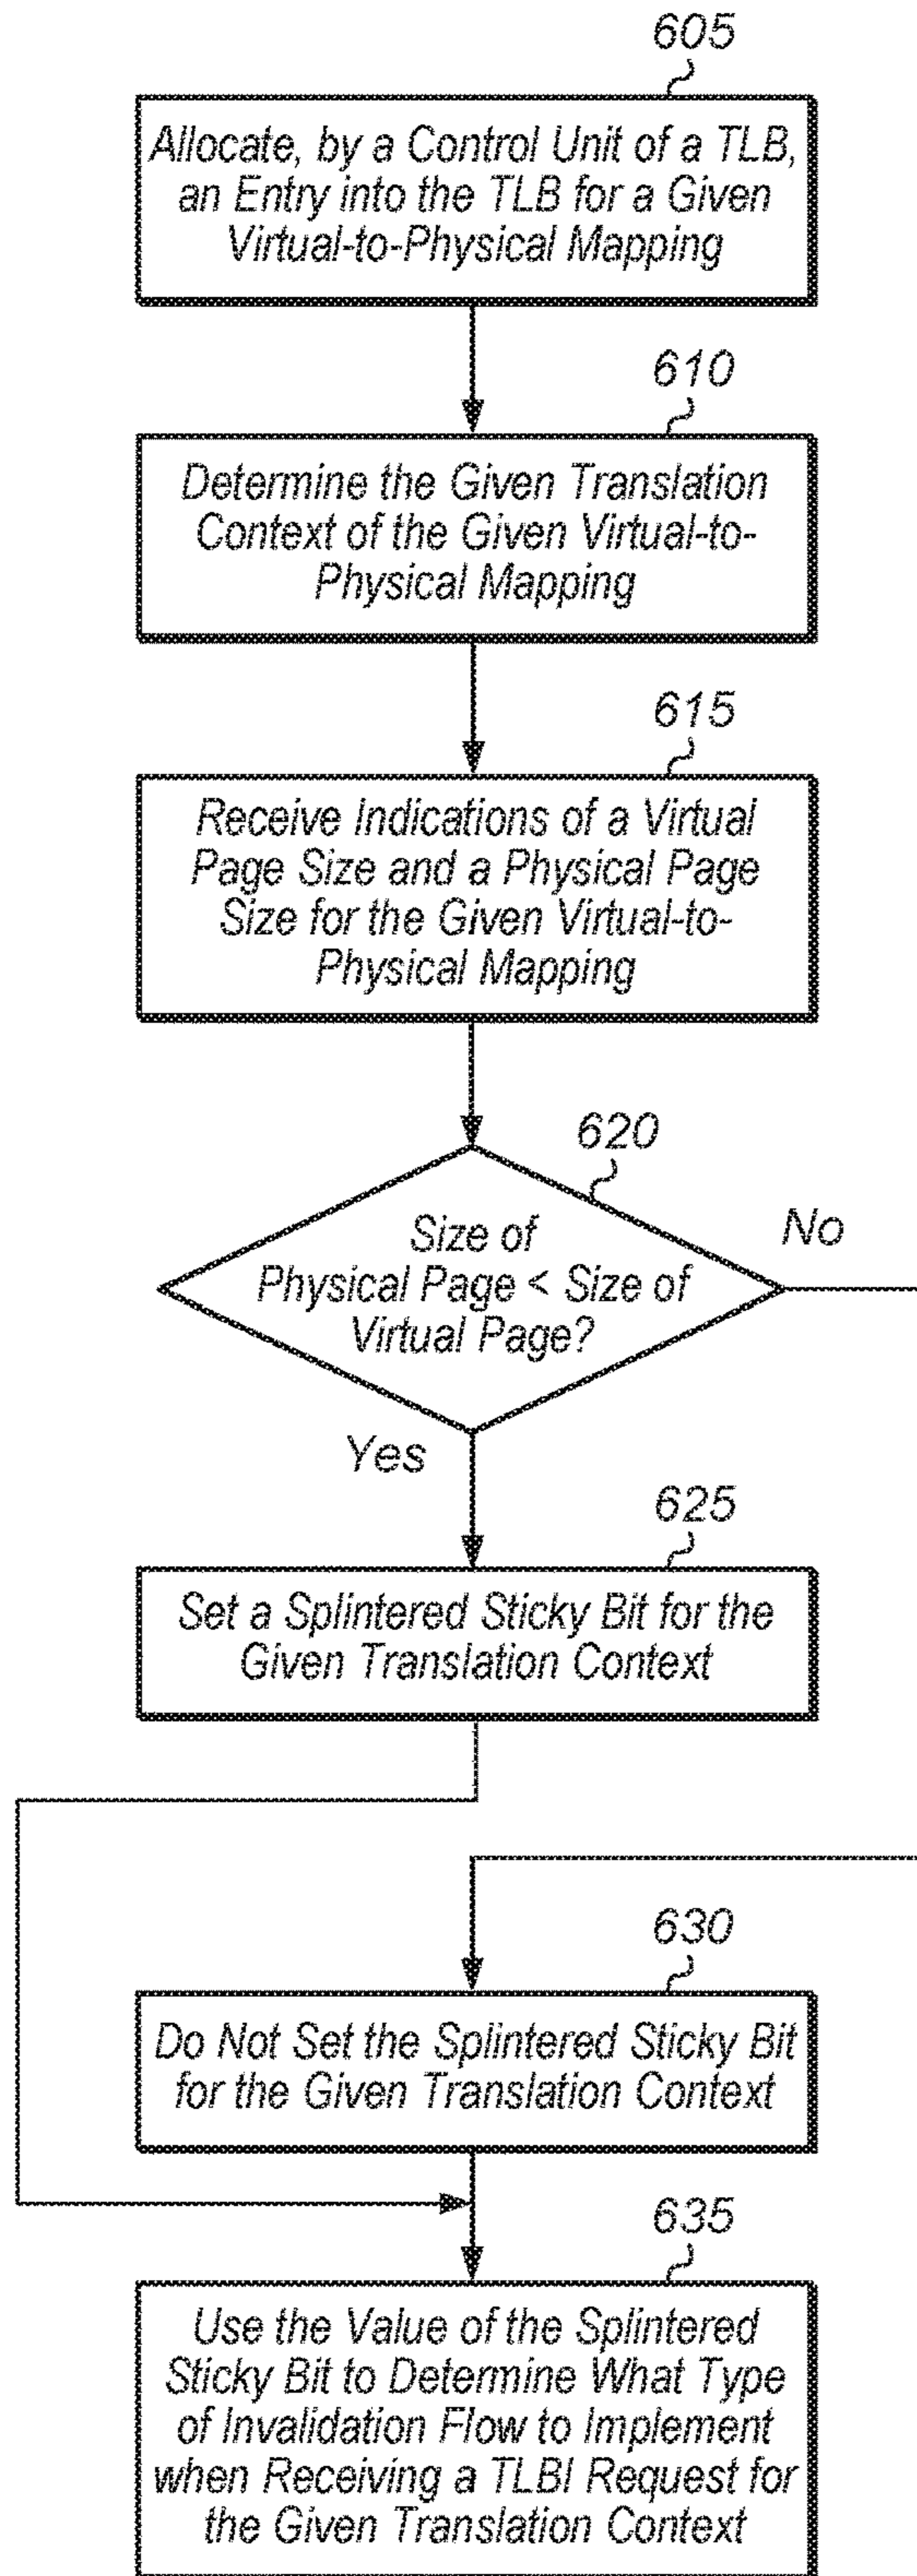 605
Allocate, by a Control Unit of a TLB,
an Entry into the TLB for a Given
Virtual-to-Physical Mapping
610
Determine the Given Translation
Context of the Given Virtual-to-
Physical Mapping
615
Receive Indications of a Virtual
Page Size and a Physical Page
Size for the Given Virtual-to-
Physical Mapping
620
Size of
Physical Page < Size of
Virtual Page?
No
Yes
625
Set a Splintered Sticky Bit for the
Given Translation Context
630
Do Not Set the Splintered Sticky Bit
for the Given Translation Context
635
Use the Value of the Splintered
Sticky Bit to Determine What Type
of Invalidation Flow to Implement
when Receiving a TLBI Request for
the Given Translation Context